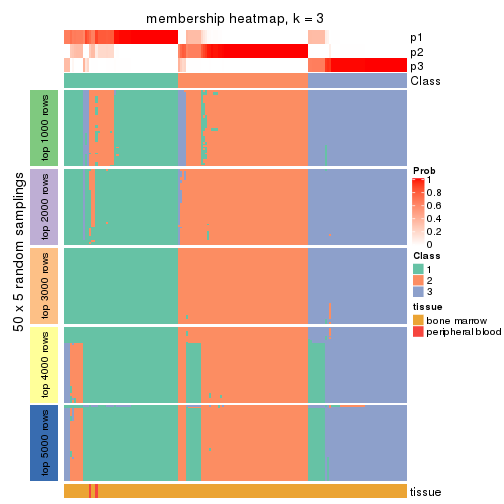 membership heatmap, k = 3
p1
p2
p3
Class
50 x 5 random samplings
top 1000 rows
top 2000 rows
top 3000 rows
top 4000 rows
top 5000 rows
Prob
1
0.8
0.6
0.4
0.2
0
Class
1
2
3
tissue
bone marrow
peripheral blood
tissue